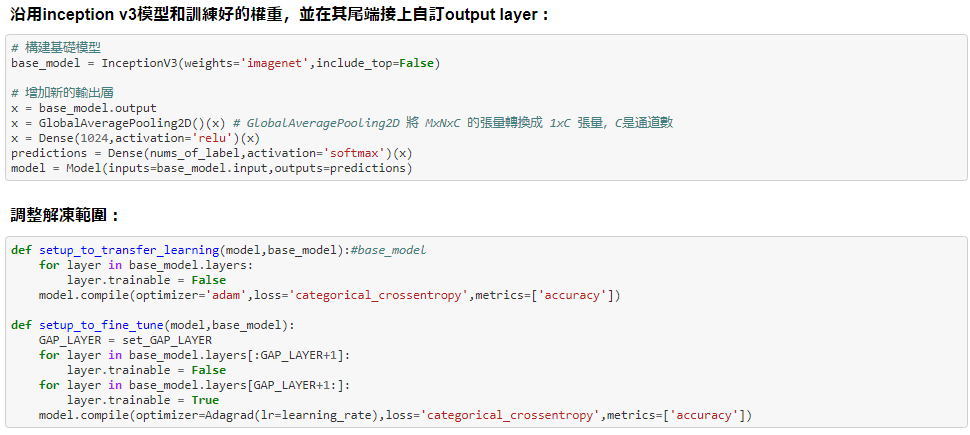 沿用inception v3模型和訓練好的權重，並在其尾端接上自訂output layer：
# 構建基礎模型
base_model = InceptionV3(weights='imagenet',include_top=False)
# 增加新的輸出層
x = base_model.output
x = GlobalAveragePooling2D()(x) # GlobalAveragePooling2D 將 MxNxC 的張量轉換成 1xC 張量，C是通道數
x = Dense(1024,activation='relu')(x)
predictions = Dense(nums_of_label,activation='softmax')(x)
model = Model(inputs=base_model.input,outputs=predictions)
調整解凍範圍：
def setup_to_transfer_learning(model,base_model):#base_model
    for layer in base_model.layers:
        layer.trainable = False
    model.compile(optimizer='adam',loss='categorical_crossentropy',metrics=['accuracy'])
def setup_to_fine_tune(model,base_model):
    GAP_LAYER = set_GAP_LAYER
    for layer in base_model.layers[:GAP_LAYER+1]:
        layer.trainable = False
    for layer in base_model.layers[GAP_LAYER+1:]:
        layer.trainable = True
    model.compile(optimizer=Adagrad(lr=learning_rate),loss='categorical_crossentropy',metrics=['accuracy'])